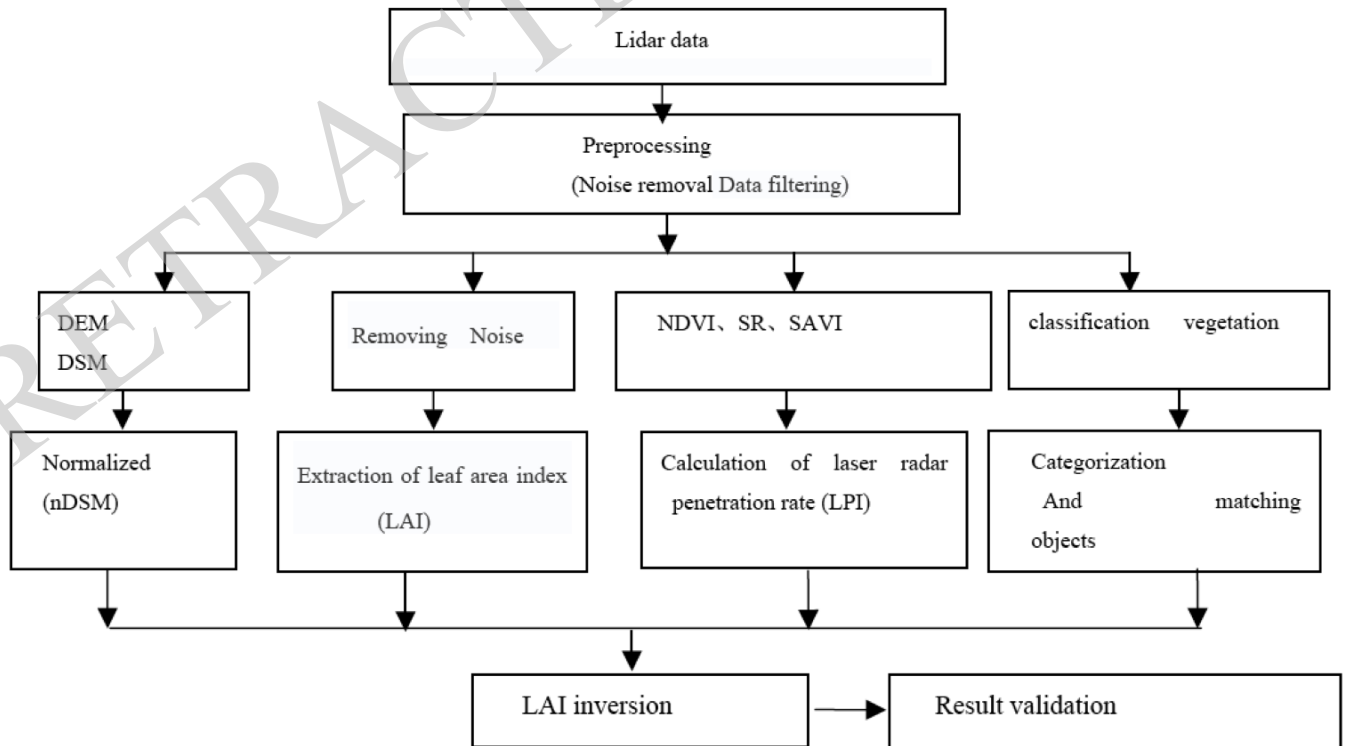 Lidar data
Preprocessing
(Noise removal Data filtering)
DEM
DSM
Removing Noise
NDVI、SR、SAVI
classification vegetation
Normalized
(nDSM)
Extraction of leaf area index
(LAI)
Calculation of laser radar
penetration rate (LPI)
Categorization
And matching
objects
LAI inversion
Result validation
RETRACT